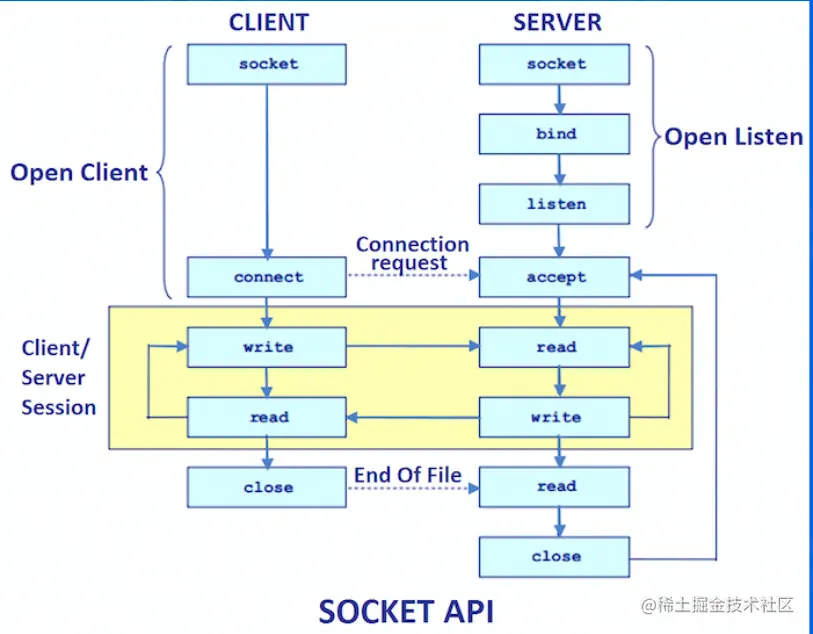 CLIENT
SERVER
socket
socket
bind
Open Listen
Open Client
listen
Connection
request
connect
accept
Client/
Server
Session
write
read
read
write
close
End Of File
read
close
SOCKET API
@稀土掘金技术社区